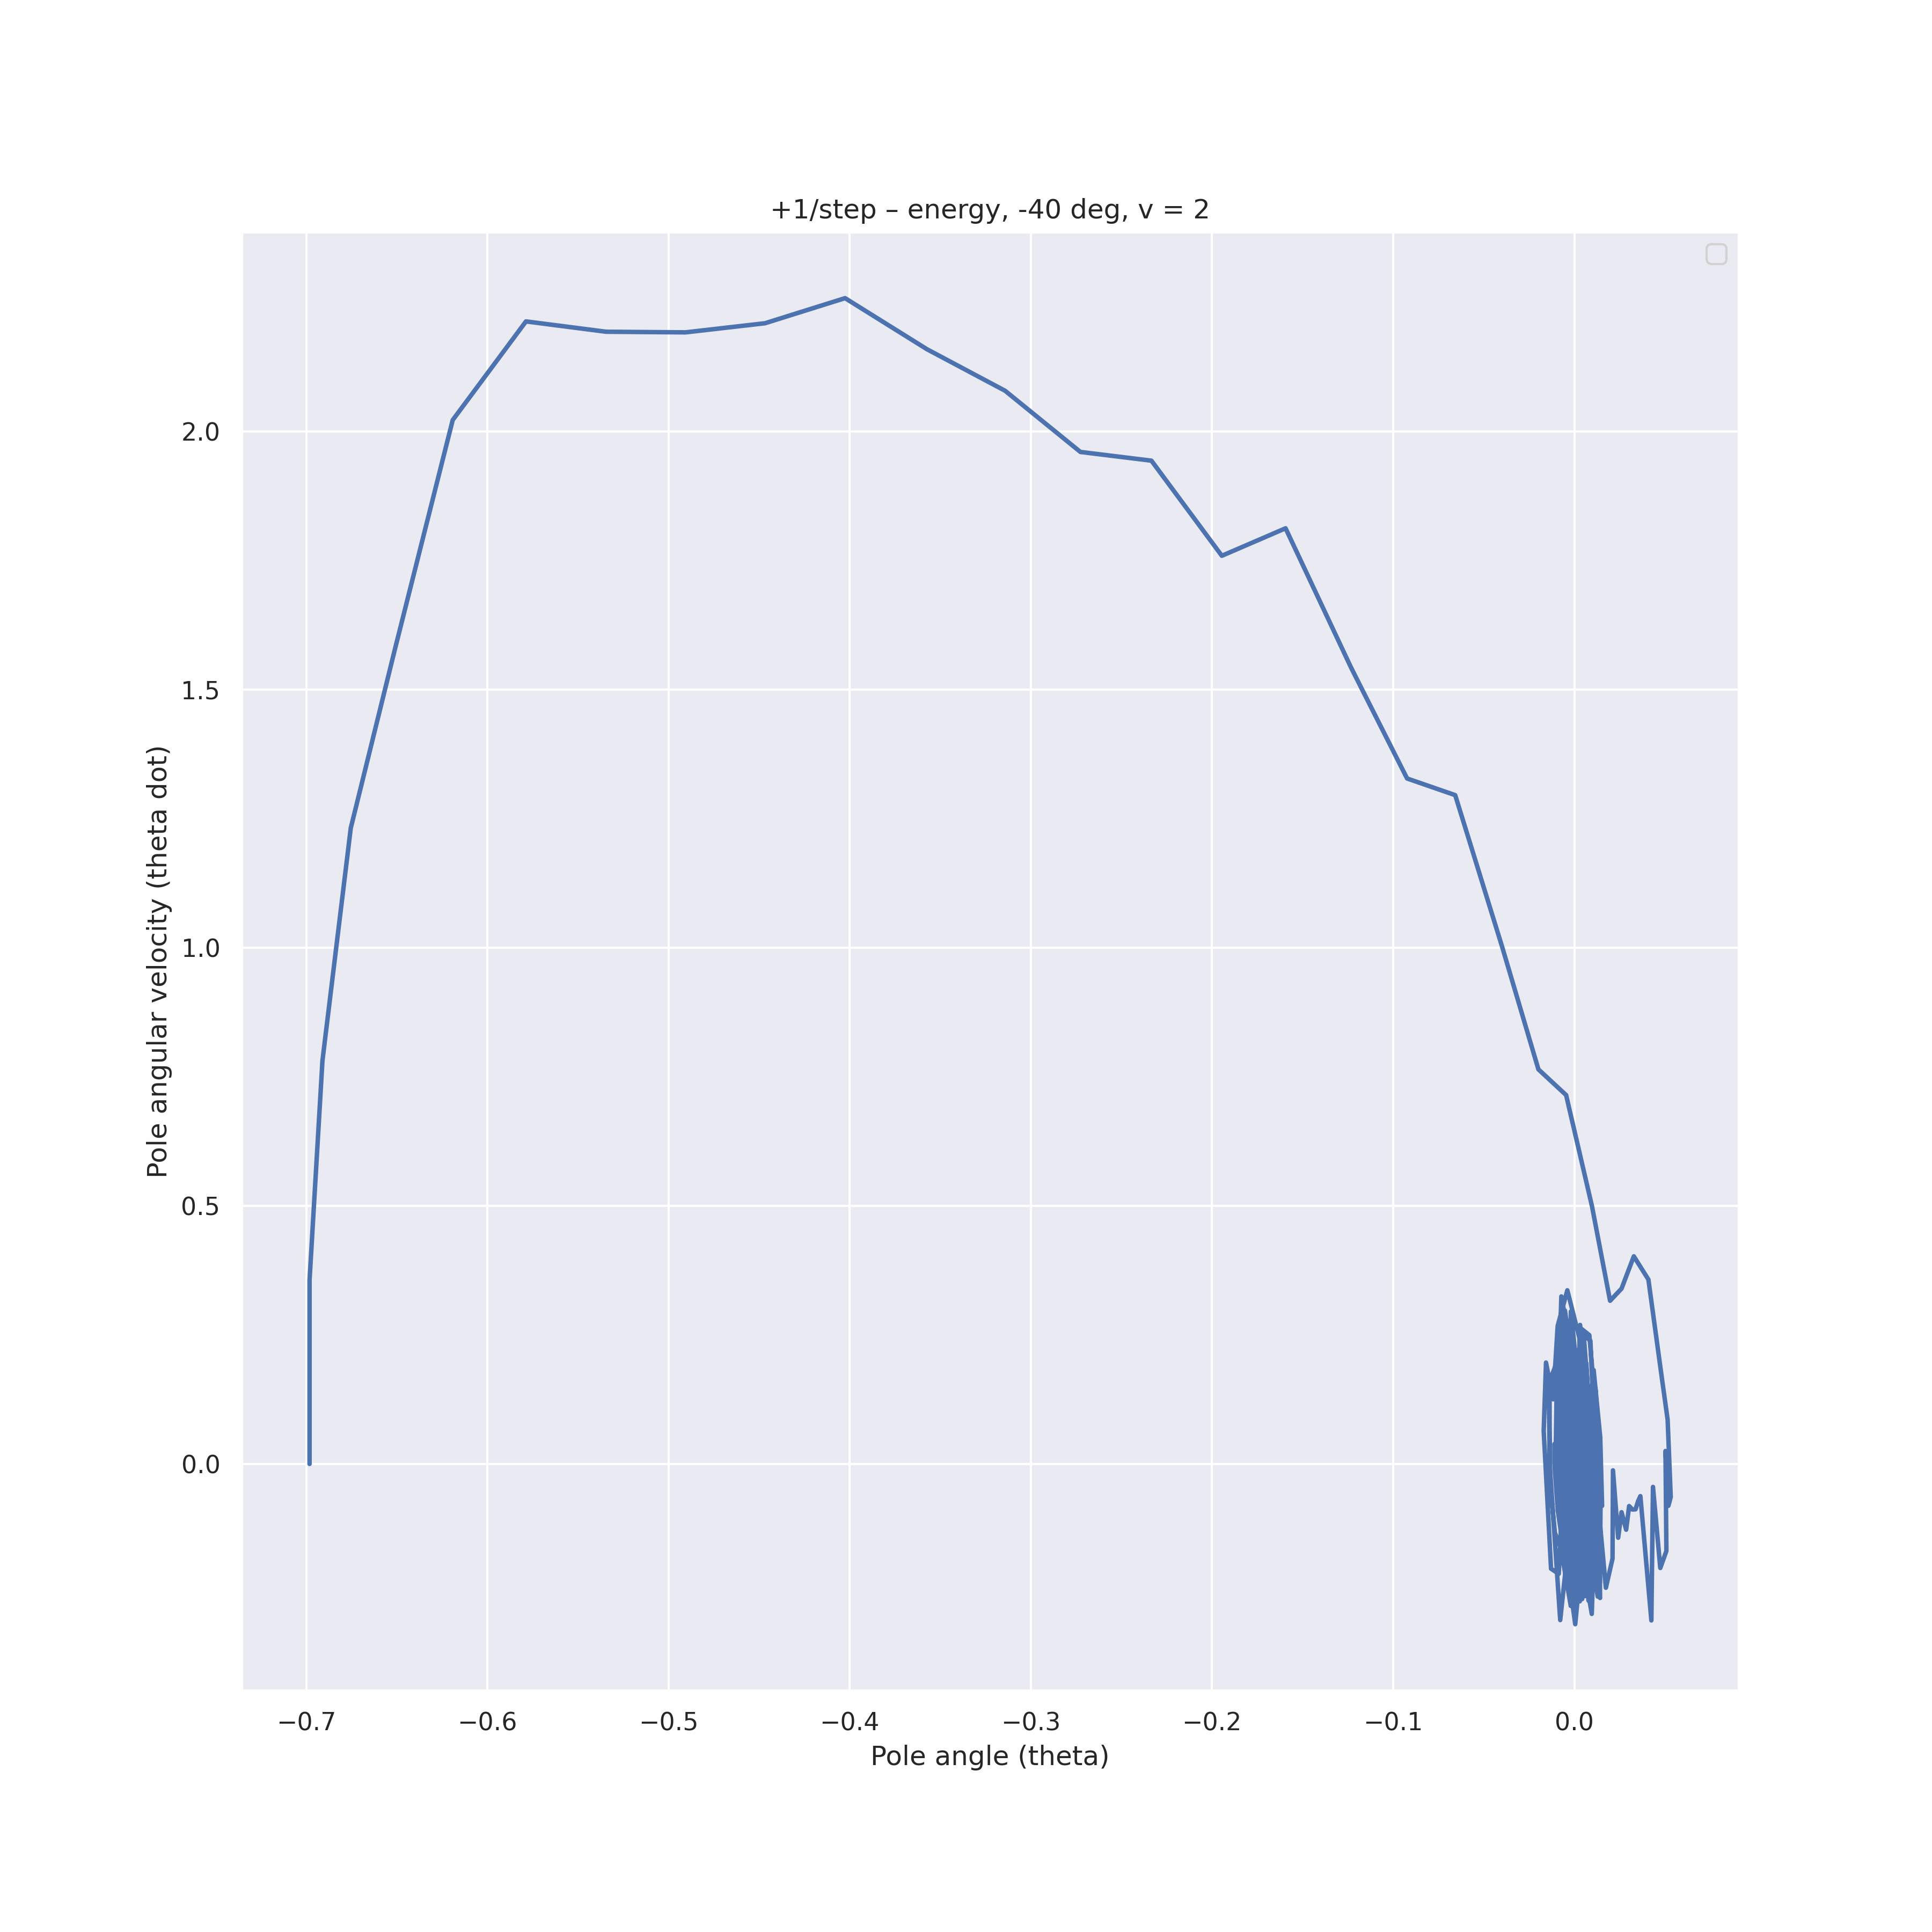 +1/step – energy, -40 deg, v = 2
Pole angular velocity (theta dot)
2.0
1.5
1.0
0.5
0.0
−0.7 −0.6 −0.5 −0.4 −0.3 −0.2 −0.1 0.0
Pole angle (theta)